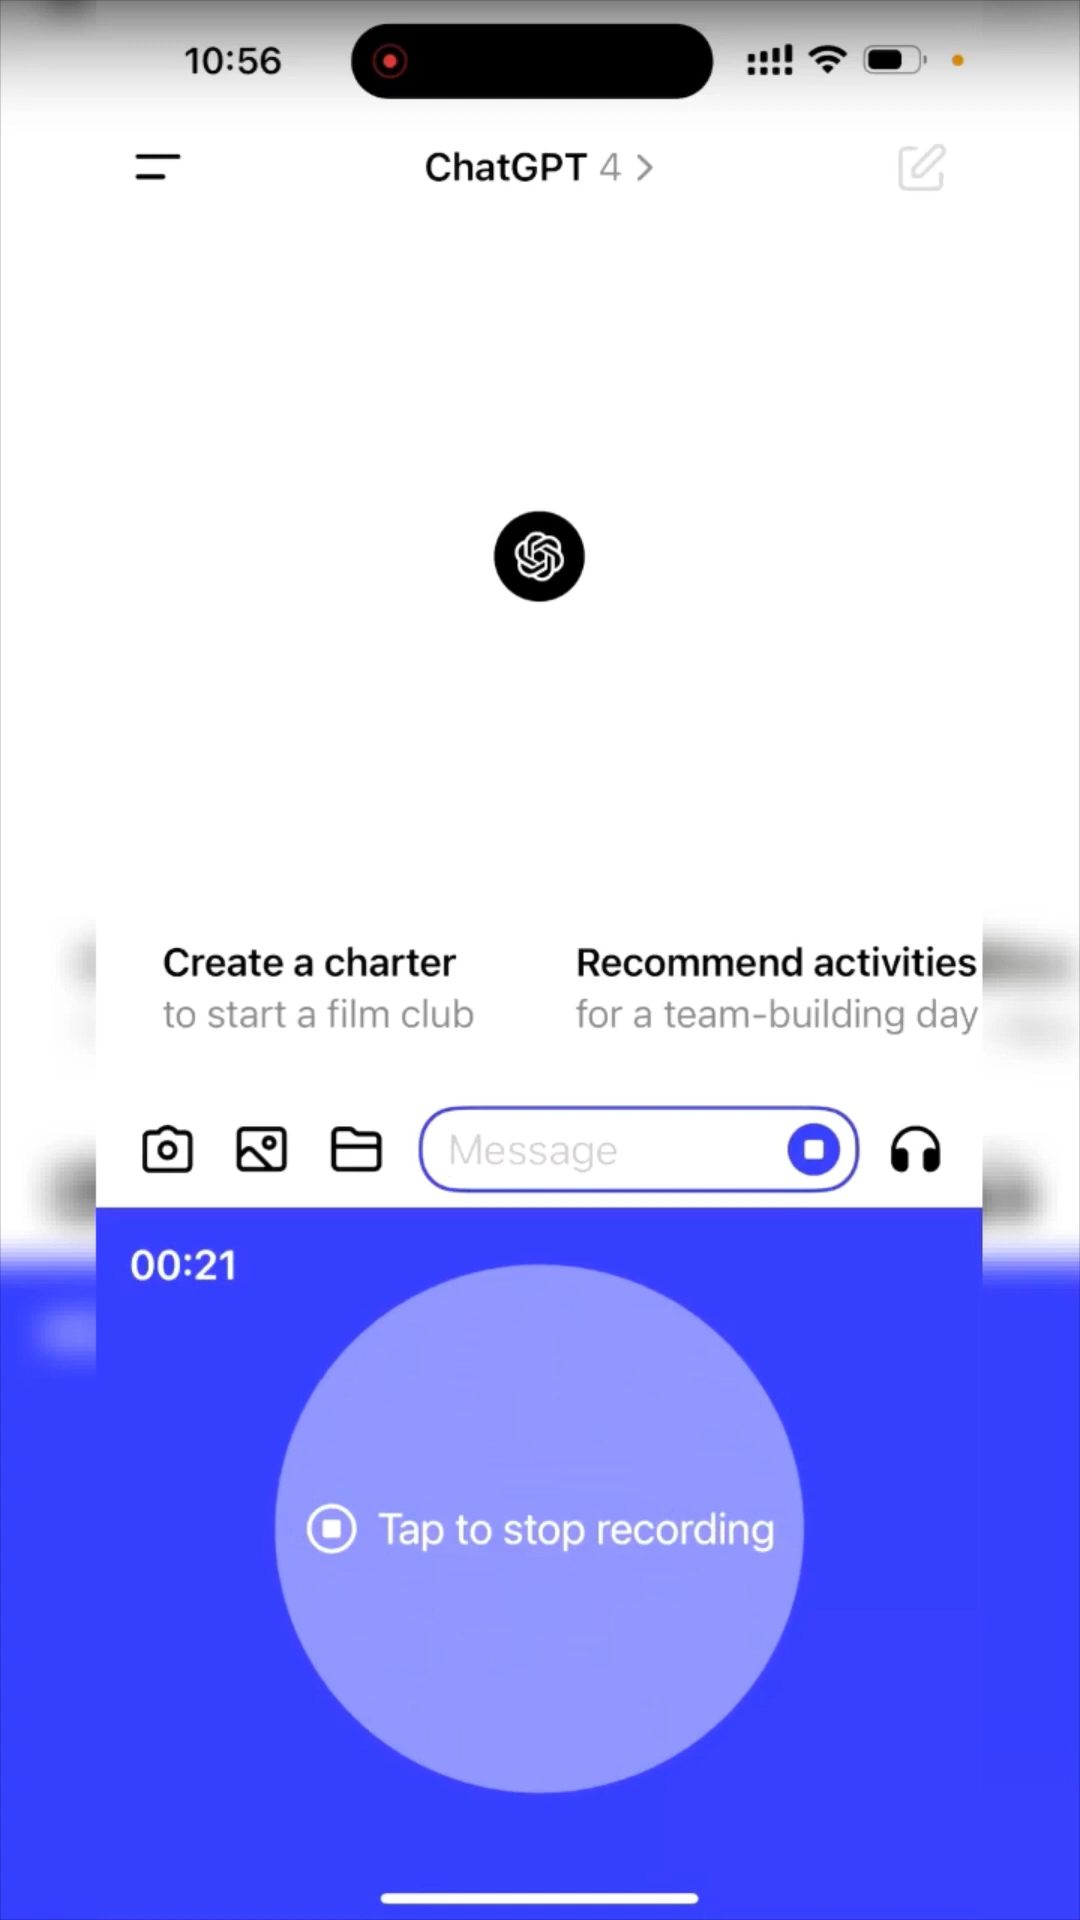 10:56
ChatGPT 4 >
Create a charter
to start a film club
Recommend activities
for a team-building day
Message
00:21
Tap to stop recording